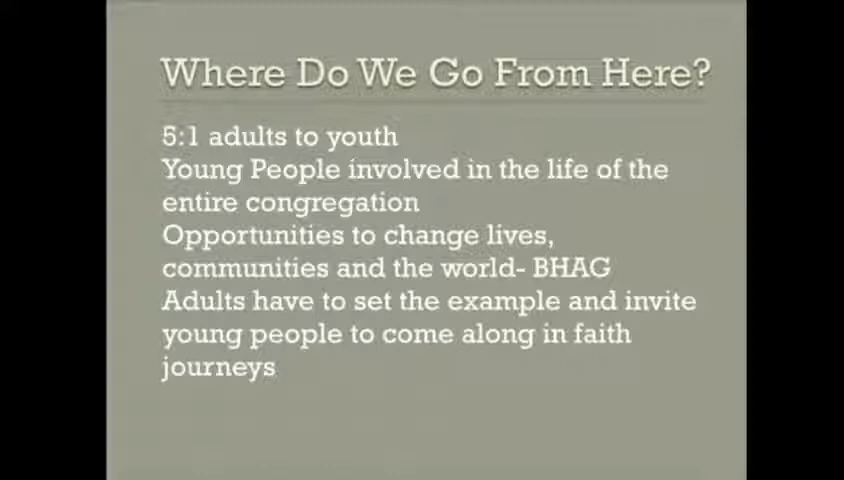 Where Do We Go From Here?
5:1 adults to youth
Young People involved in the life of the
entire congregation
Opportunities to change lives,
communities and the world- BHAG
Adults have to set the example and invite
young people to come along in faith
journeys